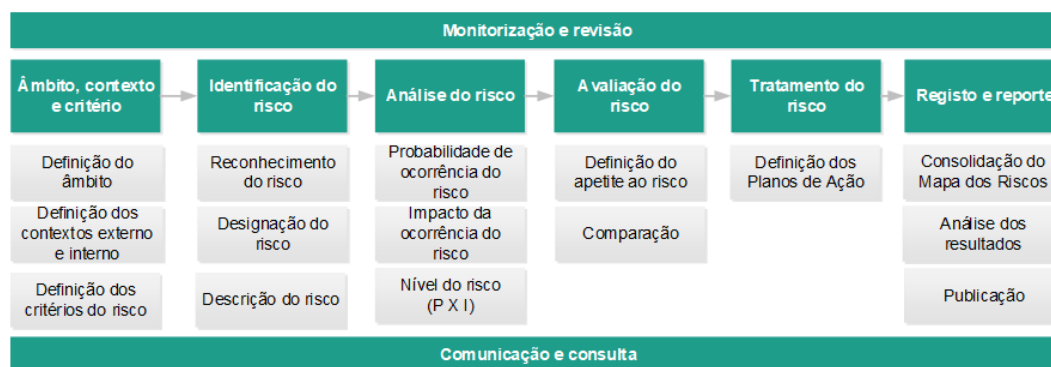 Monitorização e revisão
Âmbito, contexto
e critério
Identificação do
risco
Análise do risco
Avaliação do
risco
Tratamento do
risco
Registo e reporte
Definição do
âmbito
Definição dos
contextos externo
e interno
Definição dos
critérios do risco
Reconhecimento
do risco
Designação do
risco
Descrição do risco
Probabilidade de
ocorrência do
risco
Impacto da
ocorrência do
risco
Nível do risco
(P X I)
Definição do
apetite ao risco
Comparação
Definição dos
Planos de Ação
Consolidação do
Mapa dos Riscos
Análise dos
resultados
Publicação
Comunicação e consulta